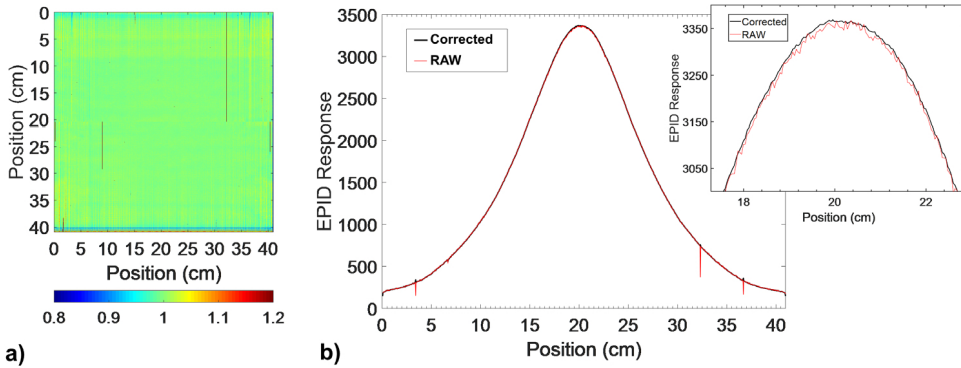 0
5
10
15
20
25
30
35
40
Position (cm)
0 5 10 15 20 25 30 35 40
Position (cm)
0.8 0.9 1 1.1 1.2
a)
3500
3000
2500
2000
1500
1000
500
0
EPID Response
Corrected
RAW
0 5 10 15 20 25 30 35 40
Position (cm)
b)
3350
3250
3150
3050
EPID Response
Corrected
RAW
18 20 22
Position (cm)